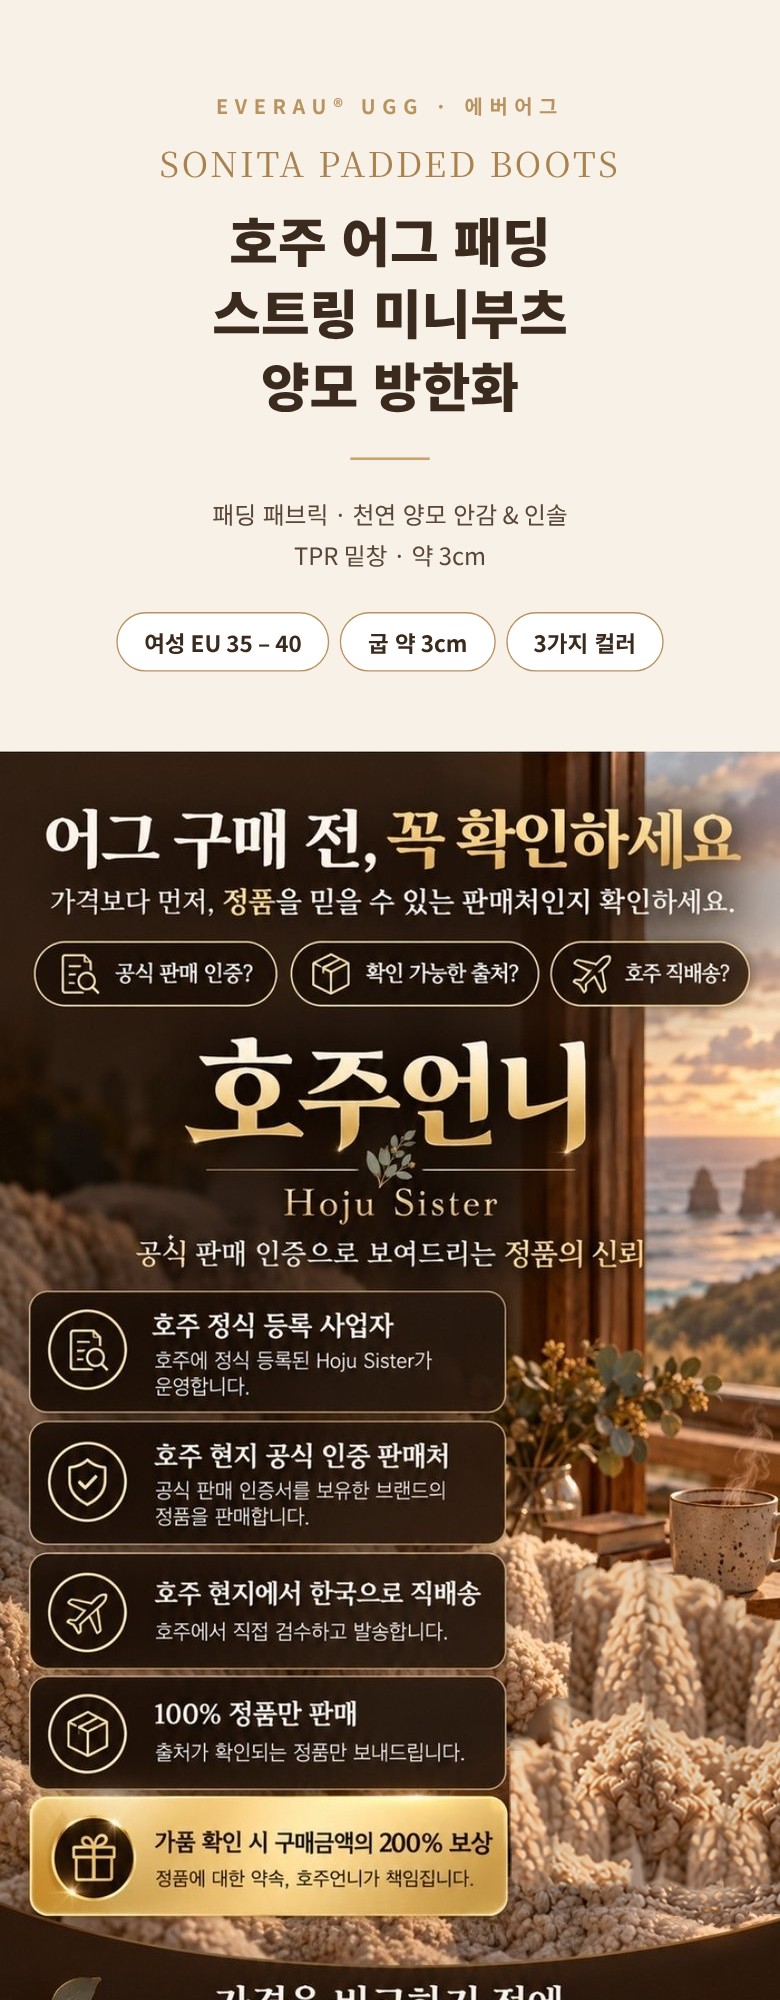 EVERAU® UGG · 에버어그
SONITA PADDED BOOTS
호주 어그 패딩
스트링 미니부츠
양모 방한화
패딩 패브릭 · 천연 양모 안감 & 인솔
TPR 밑창 · 약 3cm
여성 EU 35 – 40
굽 약 3cm
3가지 컬러
어그 구매 전, 꼭 확인하세요
가격보다 먼저, 정품을 믿을 수 있는 판매처인지 확인하세요.
공식 판매 인증?
확인 가능한 출처?
호주 직배송?
호주언니
Hoju Sister
공식 판매 인증으로 보여드리는 정품의 신뢰
호주 정식 등록 사업자
호주에 정식 등록된 Hoju Sister가
운영합니다.
호주 현지 공식 인증 판매처
공식 판매 인증서를 보유한 브랜드의
정품을 판매합니다.
호주 현지에서 한국으로 직배송
호주에서 직접 검수하고 발송합니다.
100% 정품만 판매
출처가 확인되는 정품만 보내드립니다.
가품 확인 시 구매금액의 200% 보상
정품에 대한 약속, 호주언니가 책임집니다.
가격을 비교하기 전에